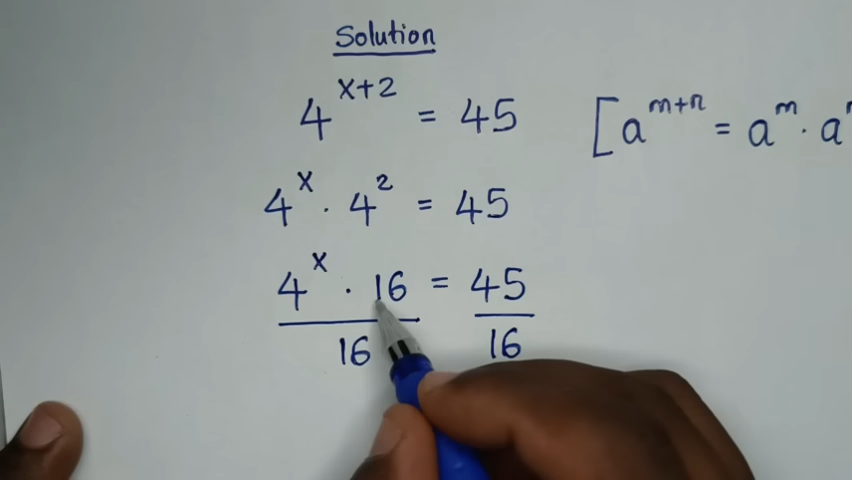 Solution
4^(x+2) = 45
[a^(m+n) = a^m · a
4^x · 4^2 = 45
4^x · 16 = 45
16 16